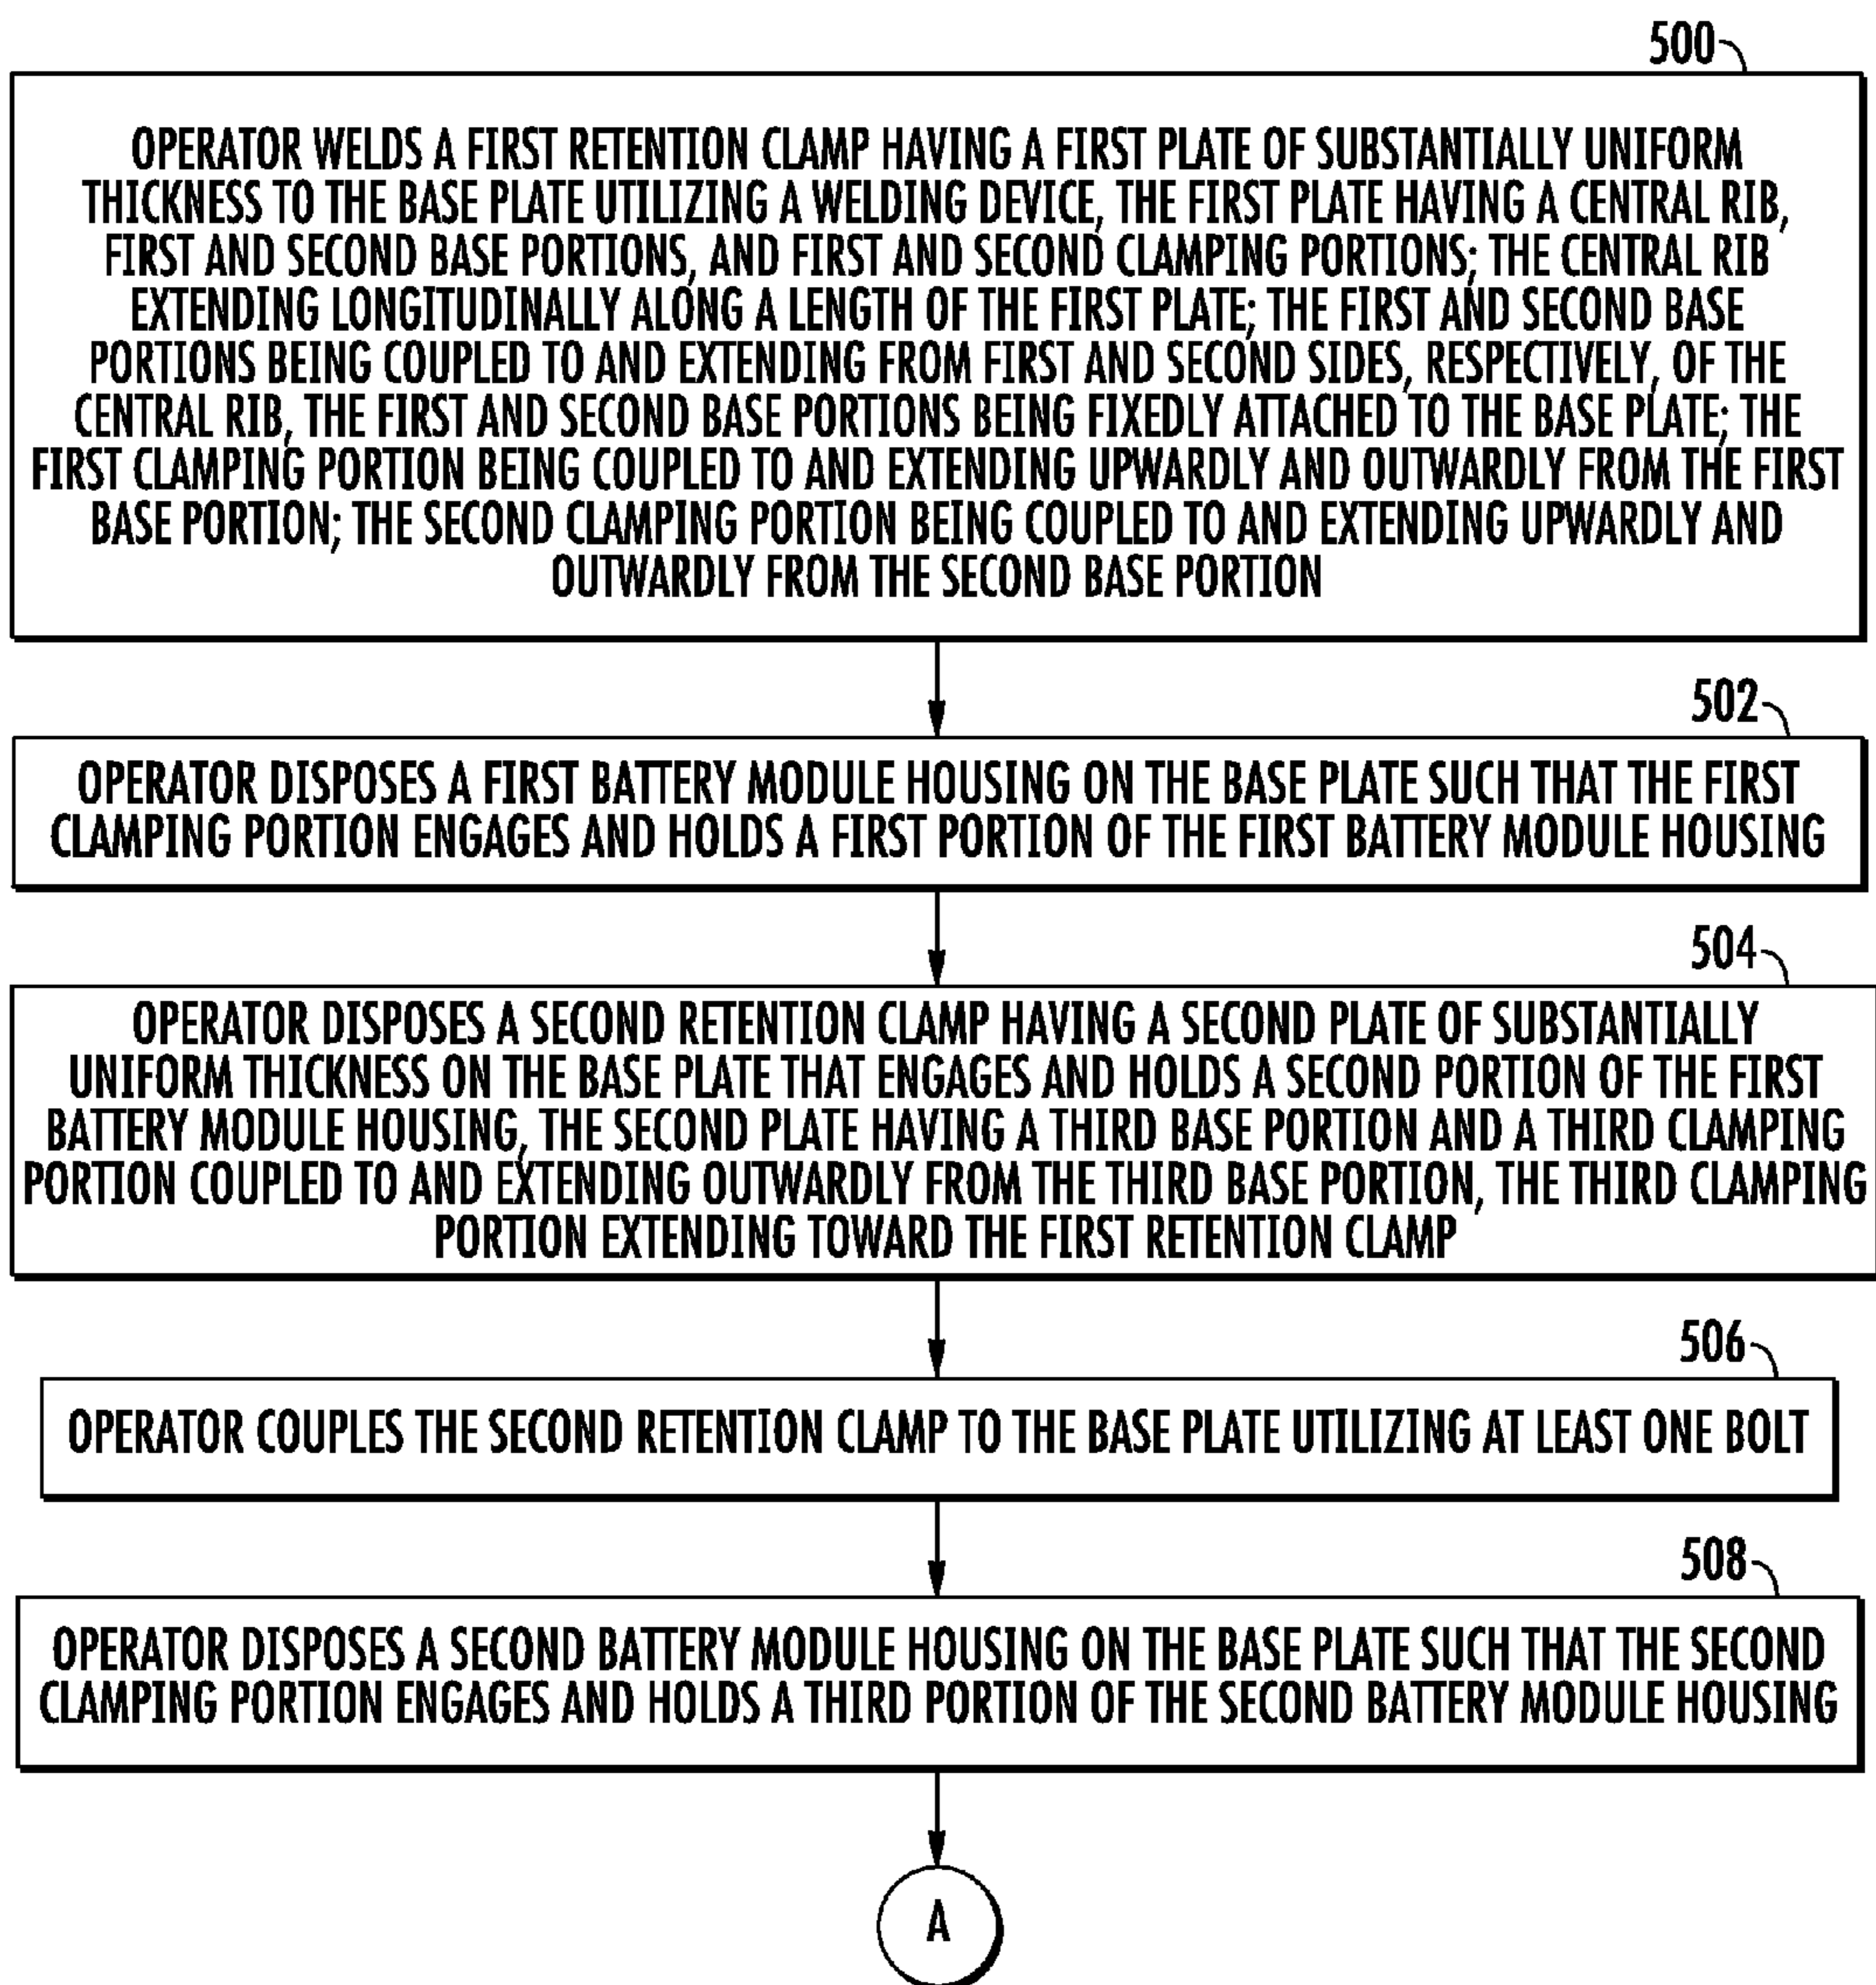 500
OPERATOR WELDS A FIRST RETENTION CLAMP HAVING A FIRST PLATE OF SUBSTANTIALLY UNIFORM
THICKNESS TO THE BASE PLATE UTILIZING A WELDING DEVICE, THE FIRST PLATE HAVING A CENTRAL RIB,
FIRST AND SECOND BASE PORTIONS, AND FIRST AND SECOND CLAMPING PORTIONS; THE CENTRAL RIB
EXTENDING LONGITUDINALLY ALONG A LENGTH OF THE FIRST PLATE; THE FIRST AND SECOND BASE
PORTIONS BEING COUPLED TO AND EXTENDING FROM FIRST AND SECOND SIDES, RESPECTIVELY, OF THE
CENTRAL RIB, THE FIRST AND SECOND BASE PORTIONS BEING FIXEDLY ATTACHED TO THE BASE PLATE; THE
FIRST CLAMPING PORTION BEING COUPLED TO AND EXTENDING UPWARDLY AND OUTWARDLY FROM THE FIRST
BASE PORTION; THE SECOND CLAMPING PORTION BEING COUPLED TO AND EXTENDING UPWARDLY AND
OUTWARDLY FROM THE SECOND BASE PORTION
502
OPERATOR DISPOSES A FIRST BATTERY MODULE HOUSING ON THE BASE PLATE SUCH THAT THE FIRST
CLAMPING PORTION ENGAGES AND HOLDS A FIRST PORTION OF THE FIRST BATTERY MODULE HOUSING
504
OPERATOR DISPOSES A SECOND RETENTION CLAMP HAVING A SECOND PLATE OF SUBSTANTIALLY
UNIFORM THICKNESS ON THE BASE PLATE THAT ENGAGES AND HOLDS A SECOND PORTION OF THE FIRST
BATTERY MODULE HOUSING, THE SECOND PLATE HAVING A THIRD BASE PORTION AND A THIRD CLAMPING
PORTION COUPLED TO AND EXTENDING OUTWARDLY FROM THE THIRD BASE PORTION, THE THIRD CLAMPING
PORTION EXTENDING TOWARD THE FIRST RETENTION CLAMP
506
OPERATOR COUPLES THE SECOND RETENTION CLAMP TO THE BASE PLATE UTILIZING AT LEAST ONE BOLT
508
OPERATOR DISPOSES A SECOND BATTERY MODULE HOUSING ON THE BASE PLATE SUCH THAT THE SECOND
CLAMPING PORTION ENGAGES AND HOLDS A THIRD PORTION OF THE SECOND BATTERY MODULE HOUSING
A